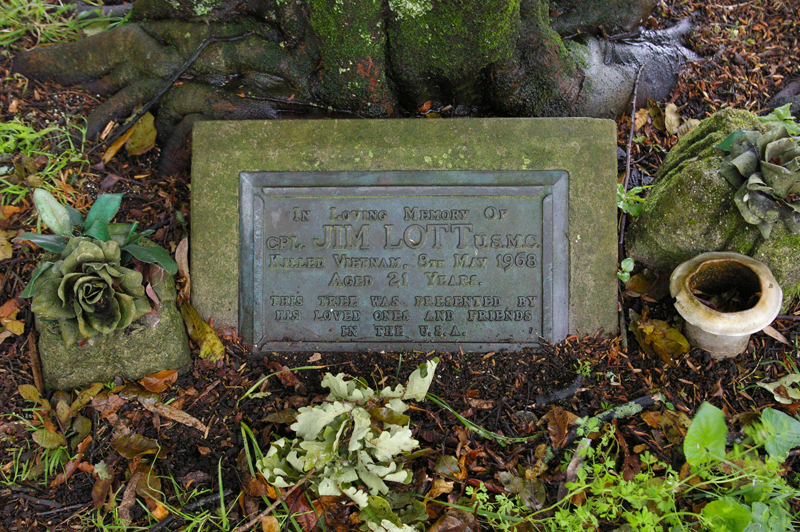 In Loving Memory Of
CPL. JIM LOTT U.S.M.C.
Killed Vietnam, 8th May 1968
Aged 21 Years.
THIS TREE WAS PRESENTED BY
HIS LOVED ONES AND FRIENDS
IN THE U.S.A.